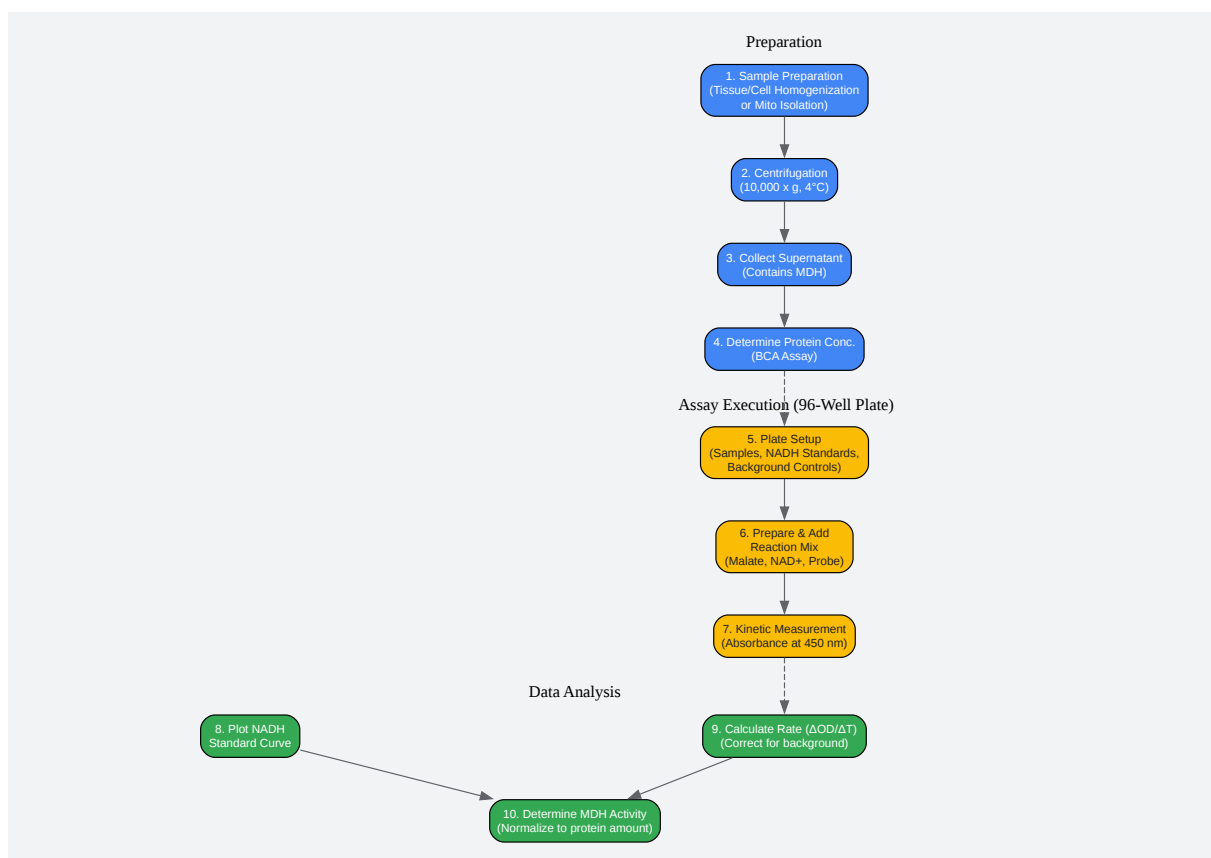 Preparation
1. Sample Preparation
(Tissue/Cell Homogenization
or Mito Isolation)
2. Centrifugation
(10,000 x g, 4°C)
3. Collect Supernatant
(Contains MDH)
4. Determine Protein Conc.
(BCA Assay)
Assay Execution (96-Well Plate)
5. Plate Setup
(Samples, NADH Standards,
Background Controls)
6. Prepare & Add
Reaction Mix
(Malate, NAD+, Probe)
7. Kinetic Measurement
(Absorbance at 450 nm)
Data Analysis
8. Plot NADH
Standard Curve
9. Calculate Rate (ΔOD/ΔT)
(Correct for background)
10. Determine MDH Activity
(Normalize to protein amount)